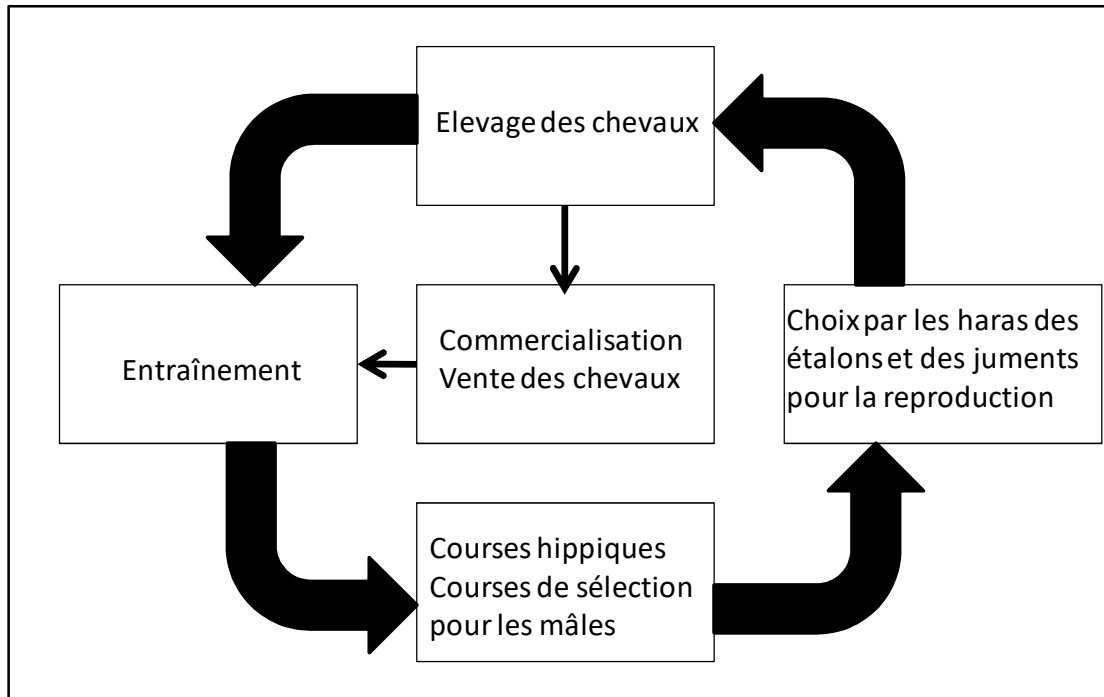 Elevage des chevaux
Entraînement
Commercialisation
Vente des chevaux
Choix par les haras des
étalons et des juments
pour la reproduction
Courses hippiques
Courses de sélection
pour les mâles